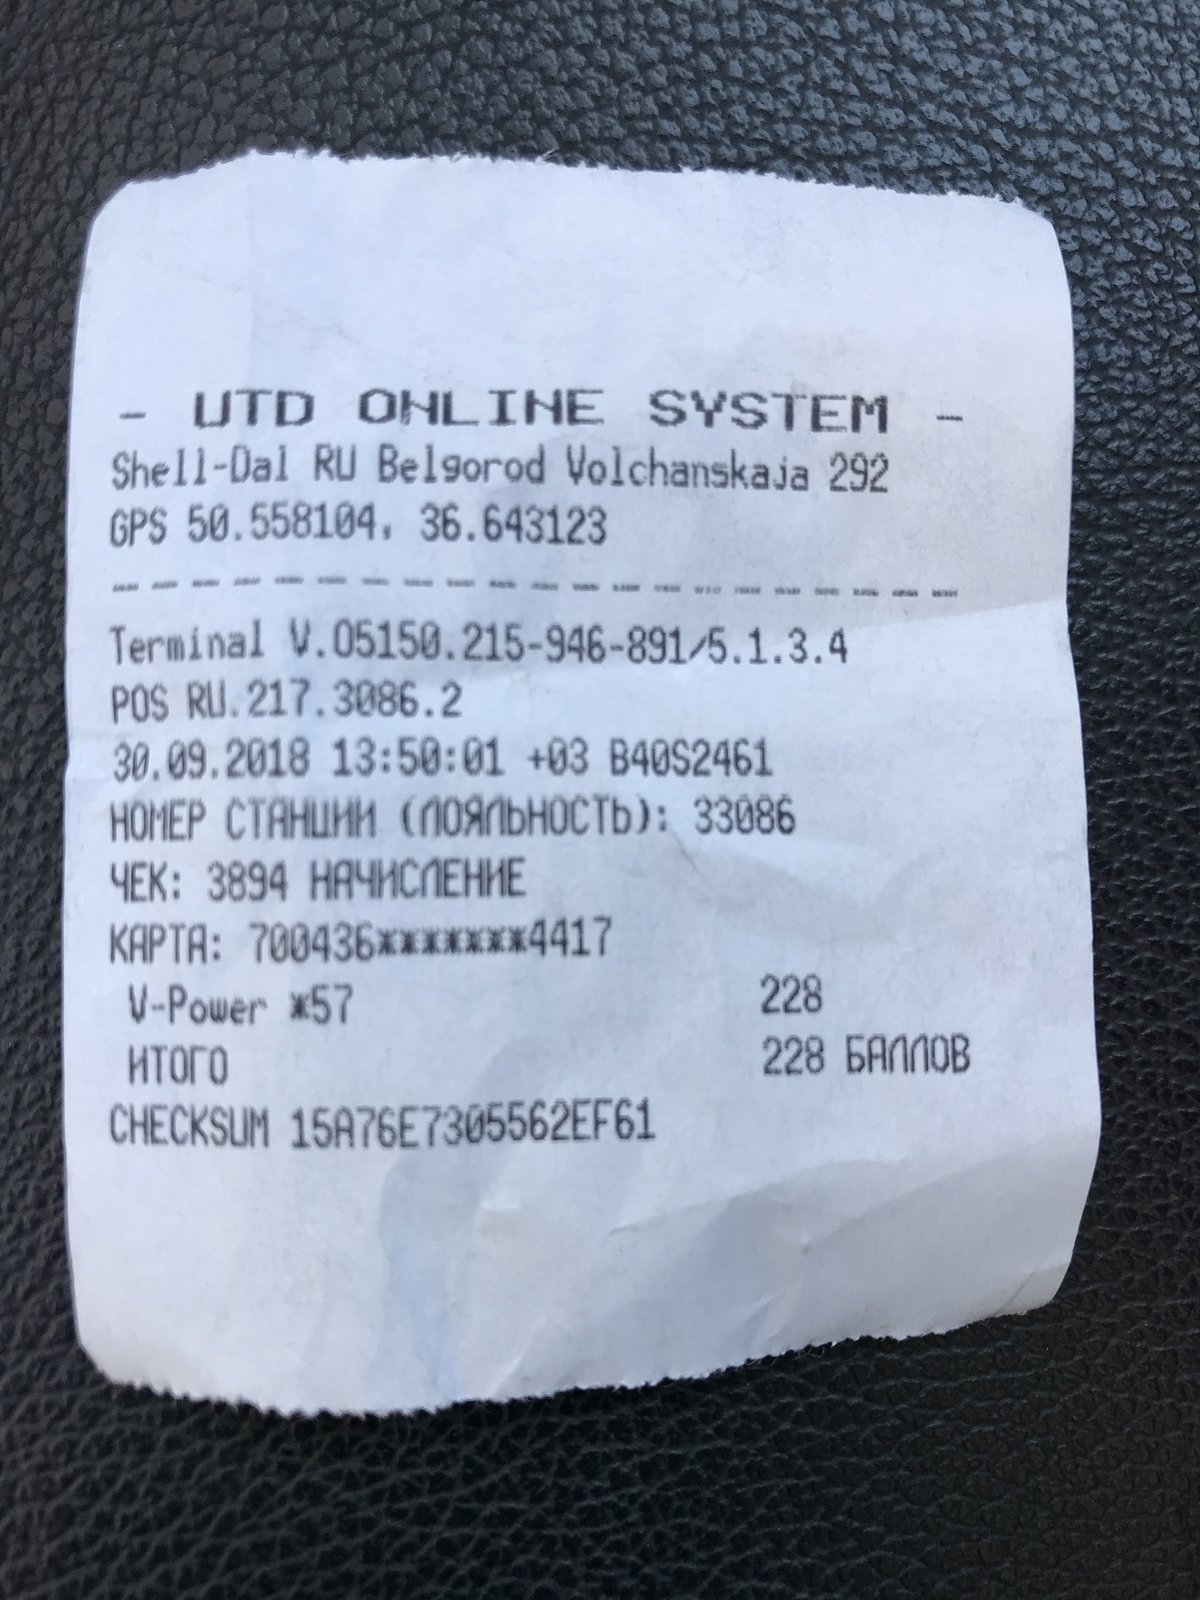 - UTD ONLINE SYSTEM -
Shell-Dal RU Belgorod Volchanskaja 292
GPS 50.558104, 36.643123
---------------------
Terminal V.05150.215-946-891/5.1.3.4
POS RU.217.3086.2
30.09.2018 13:50:01 +03 B40S2461
НОМЕР СТАНЦИИ (ЛОЯЛЬНОСТЬ): 33086
ЧЕК: 3894 НАЧИСЛЕНИЕ
КАРТА: 700436*******4417
V-Power *57 228
ИТОГО 228 БАЛЛОВ
CHECKSUM 15A76E7305562EF61